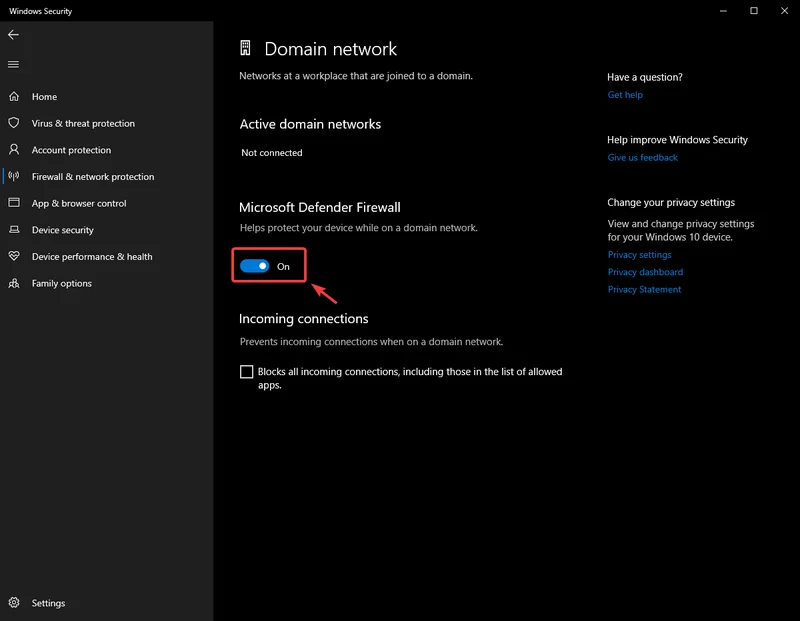 Windows Security
Home
Virus & threat protection
Account protection
Firewall & network protection
App & browser control
Device security
Device performance & health
Family options
Settings
Domain network
Networks at a workplace that are joined to a domain.
Active domain networks
Not connected
Microsoft Defender Firewall
Helps protect your device while on a domain network.
On
Incoming connections
Prevents incoming connections when on a domain network.
Blocks all incoming connections, including those in the list of allowed
apps.
Have a question?
Get help
Help improve Windows Security
Give us feedback
Change your privacy settings
View and change privacy settings
for your Windows 10 device.
Privacy settings
Privacy dashboard
Privacy Statement